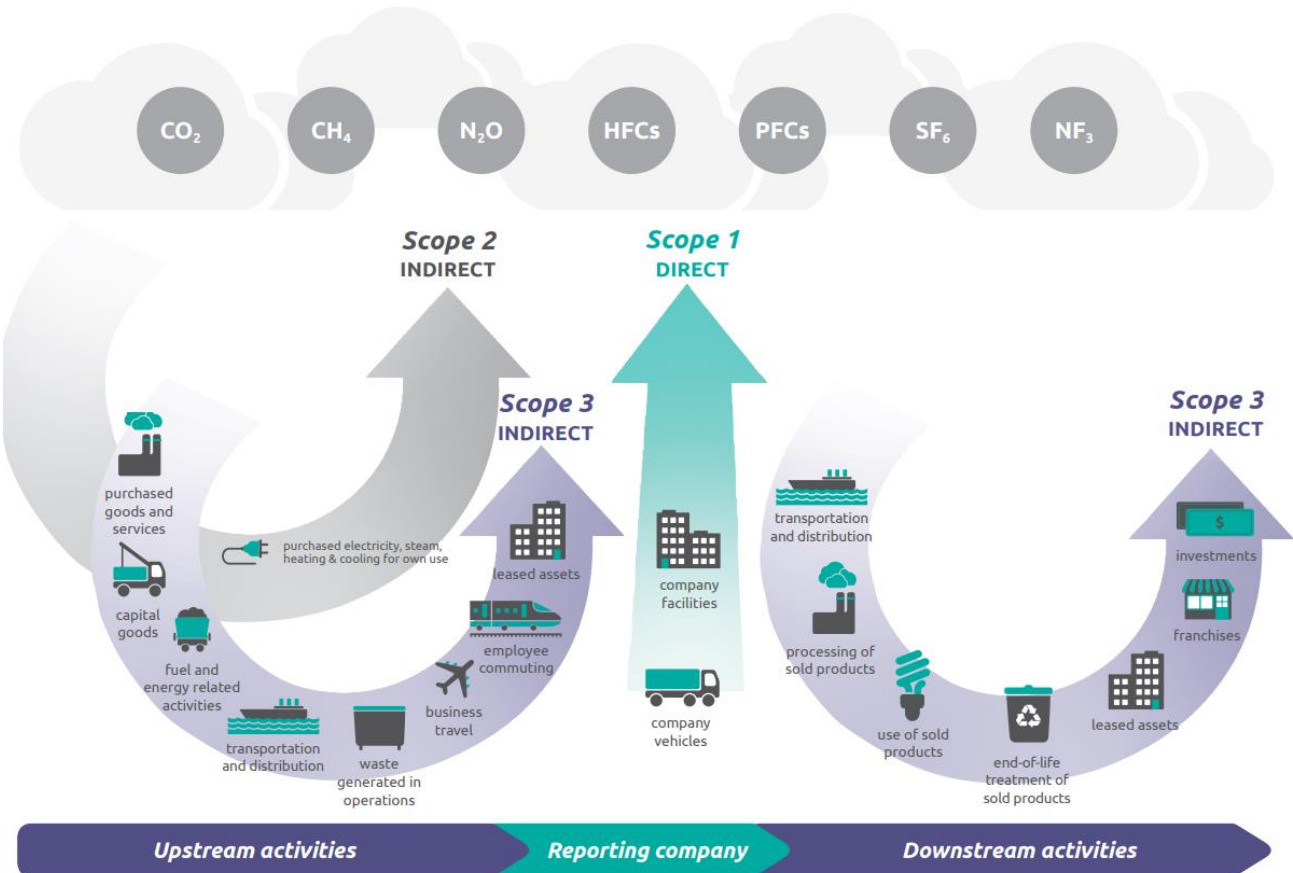 CO₂
CH₄
N₂O
HFCs
PFCs
SF₆
NF₃
Scope 2
INDIRECT
Scope 1
DIRECT
Scope 3
INDIRECT
Scope 3
INDIRECT
purchased
goods and
services
capital
goods
fuel and
energy related
activities
purchased electricity, steam,
heating & cooling for own use
transportation
and distribution
waste
generated in
operations
business
travel
employee
commuting
leased assets
company
facilities
company
vehicles
transportation
and distribution
processing of
sold products
use of sold
products
end-of-life
treatment of
sold products
leased assets
franchises
$
investments
Upstream activities
Reporting company
Downstream activities